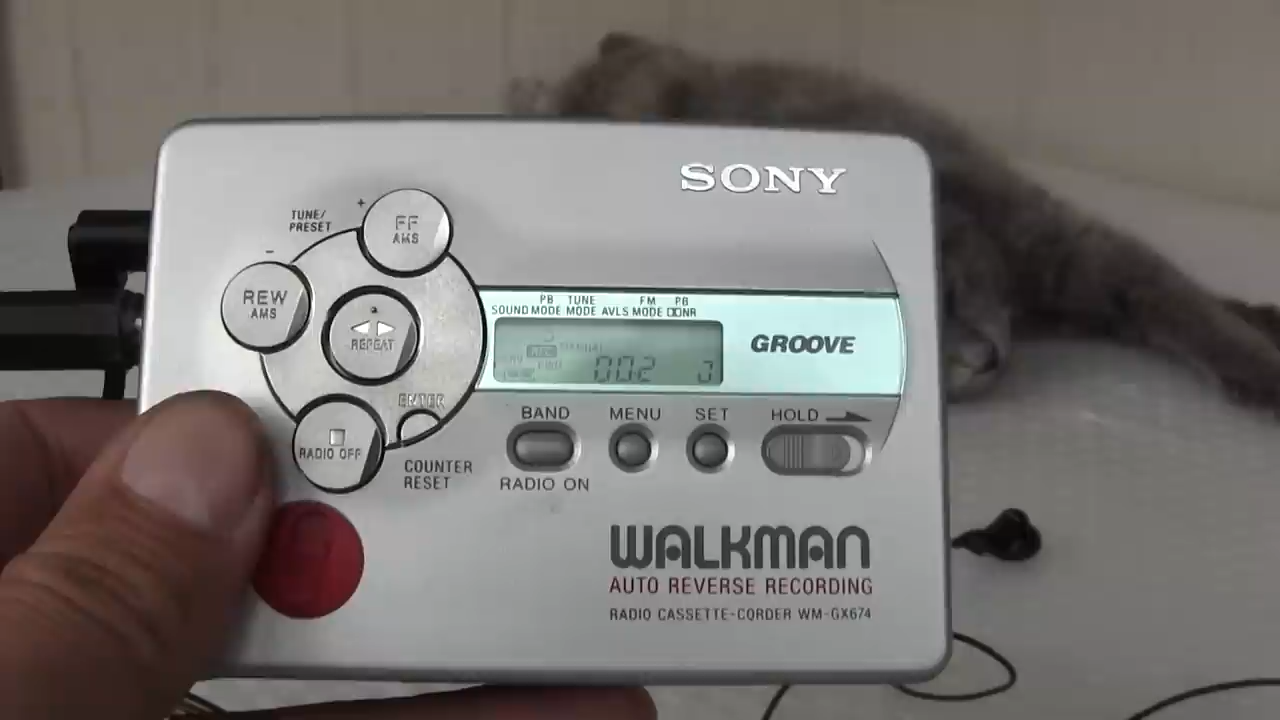 SONY
TUNE/
PRESET
+
FF
AMS
-
REW
AMS
REPEAT
PB TUNE FM PB
SOUND MODE MODE AVLS MODE NR
002
GROOVE
ENTER
RADIO OFF
COUNTER
RESET
BAND MENU SET HOLD
RADIO ON
WALKMAN
AUTO REVERSE RECORDING
RADIO CASSETTE-CORDER WM-GX674